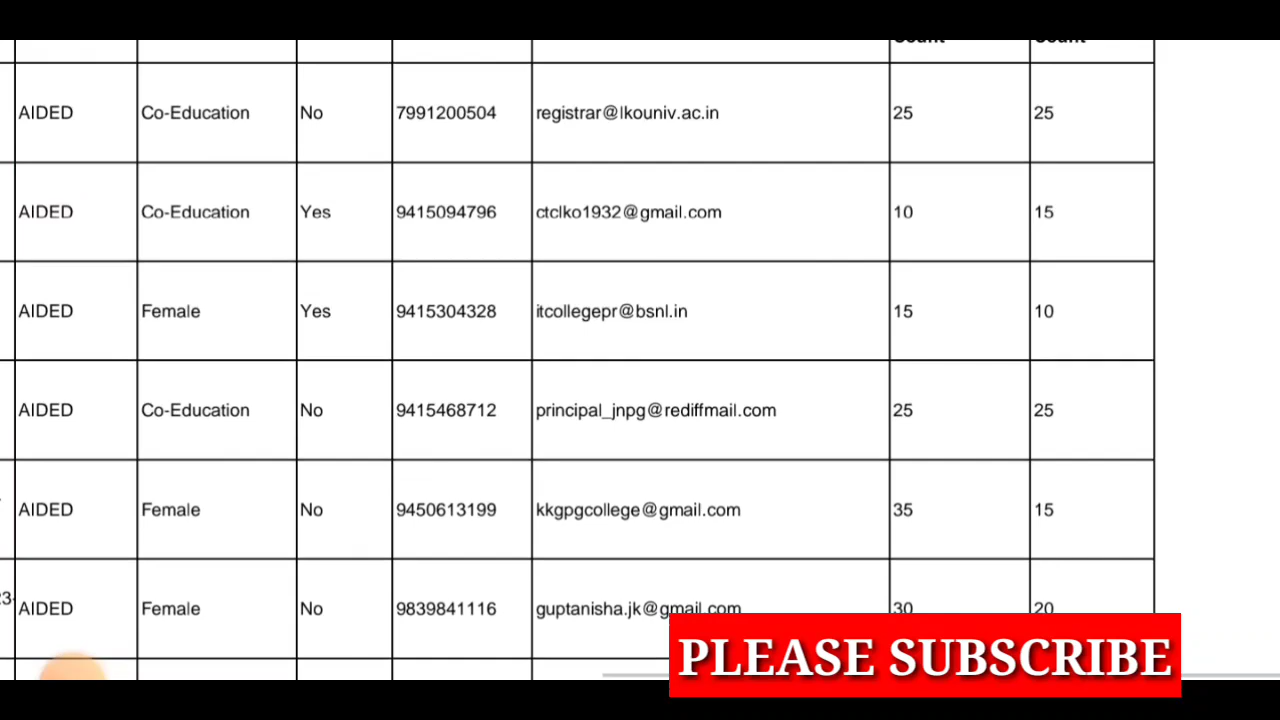 Count Count
AIDED Co-Education No 7991200504 registrar@lkouniv.ac.in 25 25
AIDED Co-Education Yes 9415094796 ctclko1932@gmail.com 10 15
AIDED Female Yes 9415304328 itcollegepr@bsnl.in 15 10
AIDED Co-Education No 9415468712 principal_jnpg@rediffmail.com 25 25
AIDED Female No 9450613199 kkgpgcollege@gmail.com 35 15
23-
AIDED Female No 9839841116 guptanisha.jk@gmail.com 30 20
PLEASE SUBSCRIBE